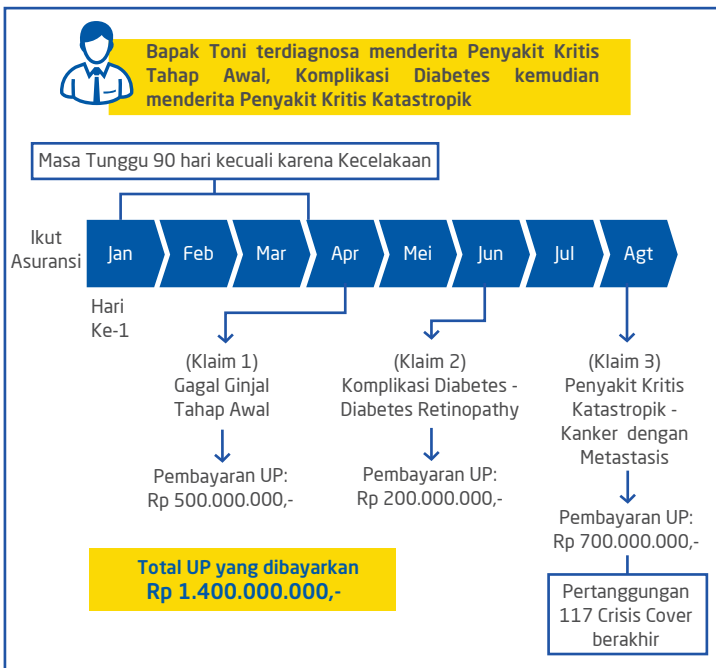 Bapak Toni terdiagnosa menderita Penyakit Kritis
Tahap Awal, Komplikasi Diabetes kemudian
menderita Penyakit Kritis Katastropik
Masa Tunggu 90 hari kecuali karena Kecelakaan
Ikut
Asuransi
Jan
Feb
Mar
Apr
Mei
Jun
Jul
Agt
Hari
Ke-1
(Klaim 1)
Gagal Ginjal
Tahap Awal
Pembayaran UP:
Rp 500.000.000,-
(Klaim 2)
Komplikasi Diabetes -
Diabetes Retinopathy
Pembayaran UP:
Rp 200.000.000,-
(Klaim 3)
Penyakit Kritis
Katastropik -
Kanker dengan
Metastasis
Pembayaran UP:
Rp 700.000.000,-
Pertanggungan
117 Crisis Cover
berakhir
Total UP yang dibayarkan
Rp 1.400.000.000,-